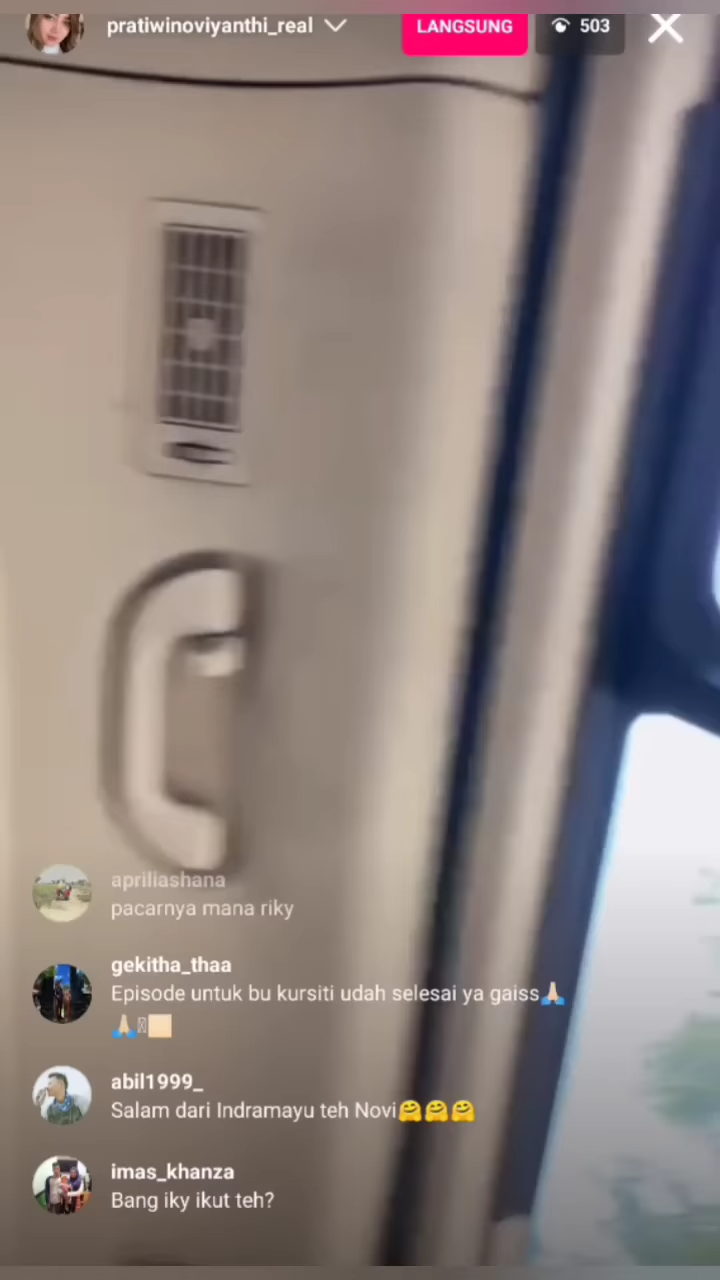 pratiwinoviyanthi_real
LANGSUNG
503
apriliashana
pacarnya mana riky
gekitha_thaa
Episode untuk bu kursiti udah selesai ya gaiss🙏🏻
🙏🏻
abil1999_
Salam dari Indramayu teh Novi🤗🤗🤗
imas_khanza
Bang iky ikut teh?